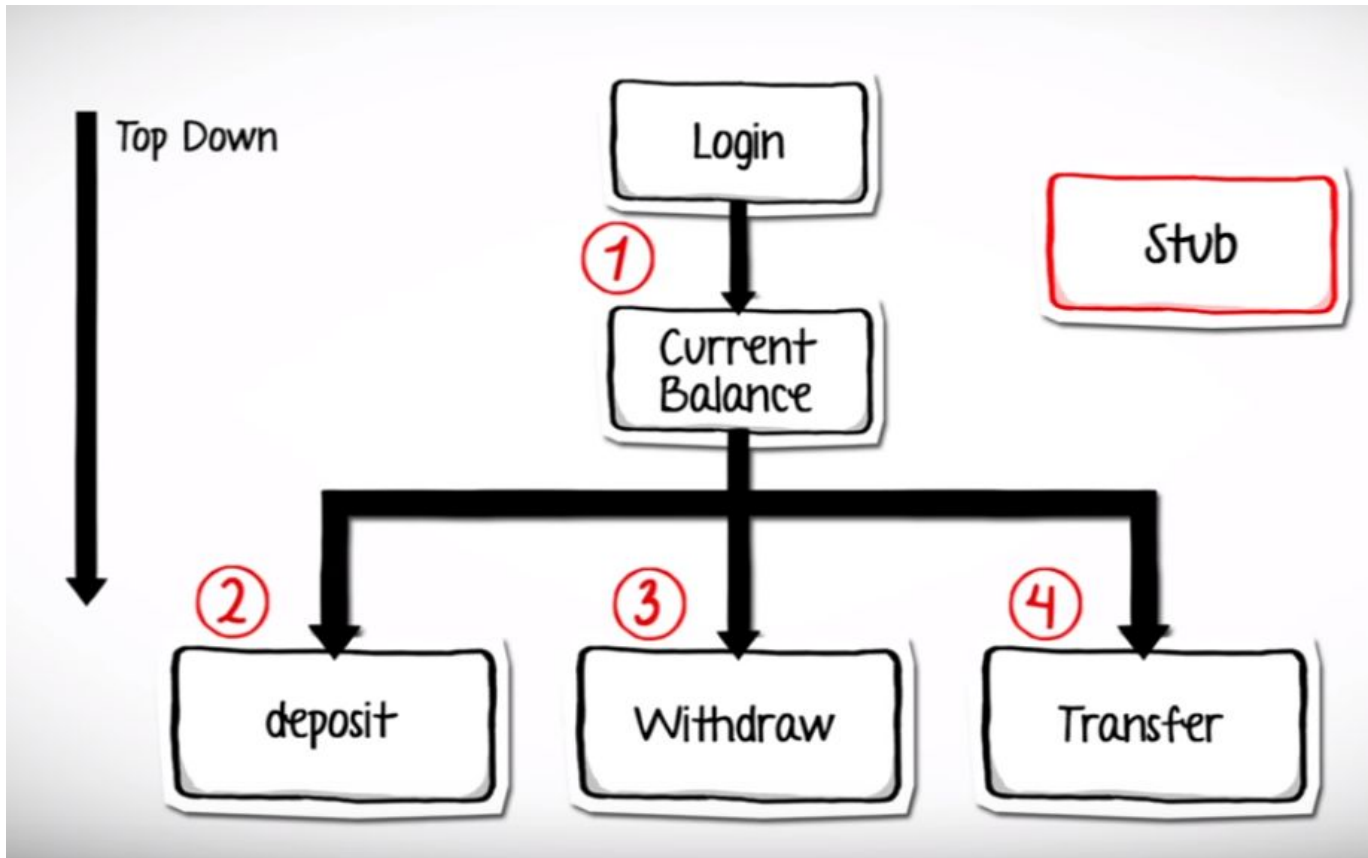 Top Down
Login
Stub
1
Current
Balance
2
3
4
deposit
Withdraw
Transfer